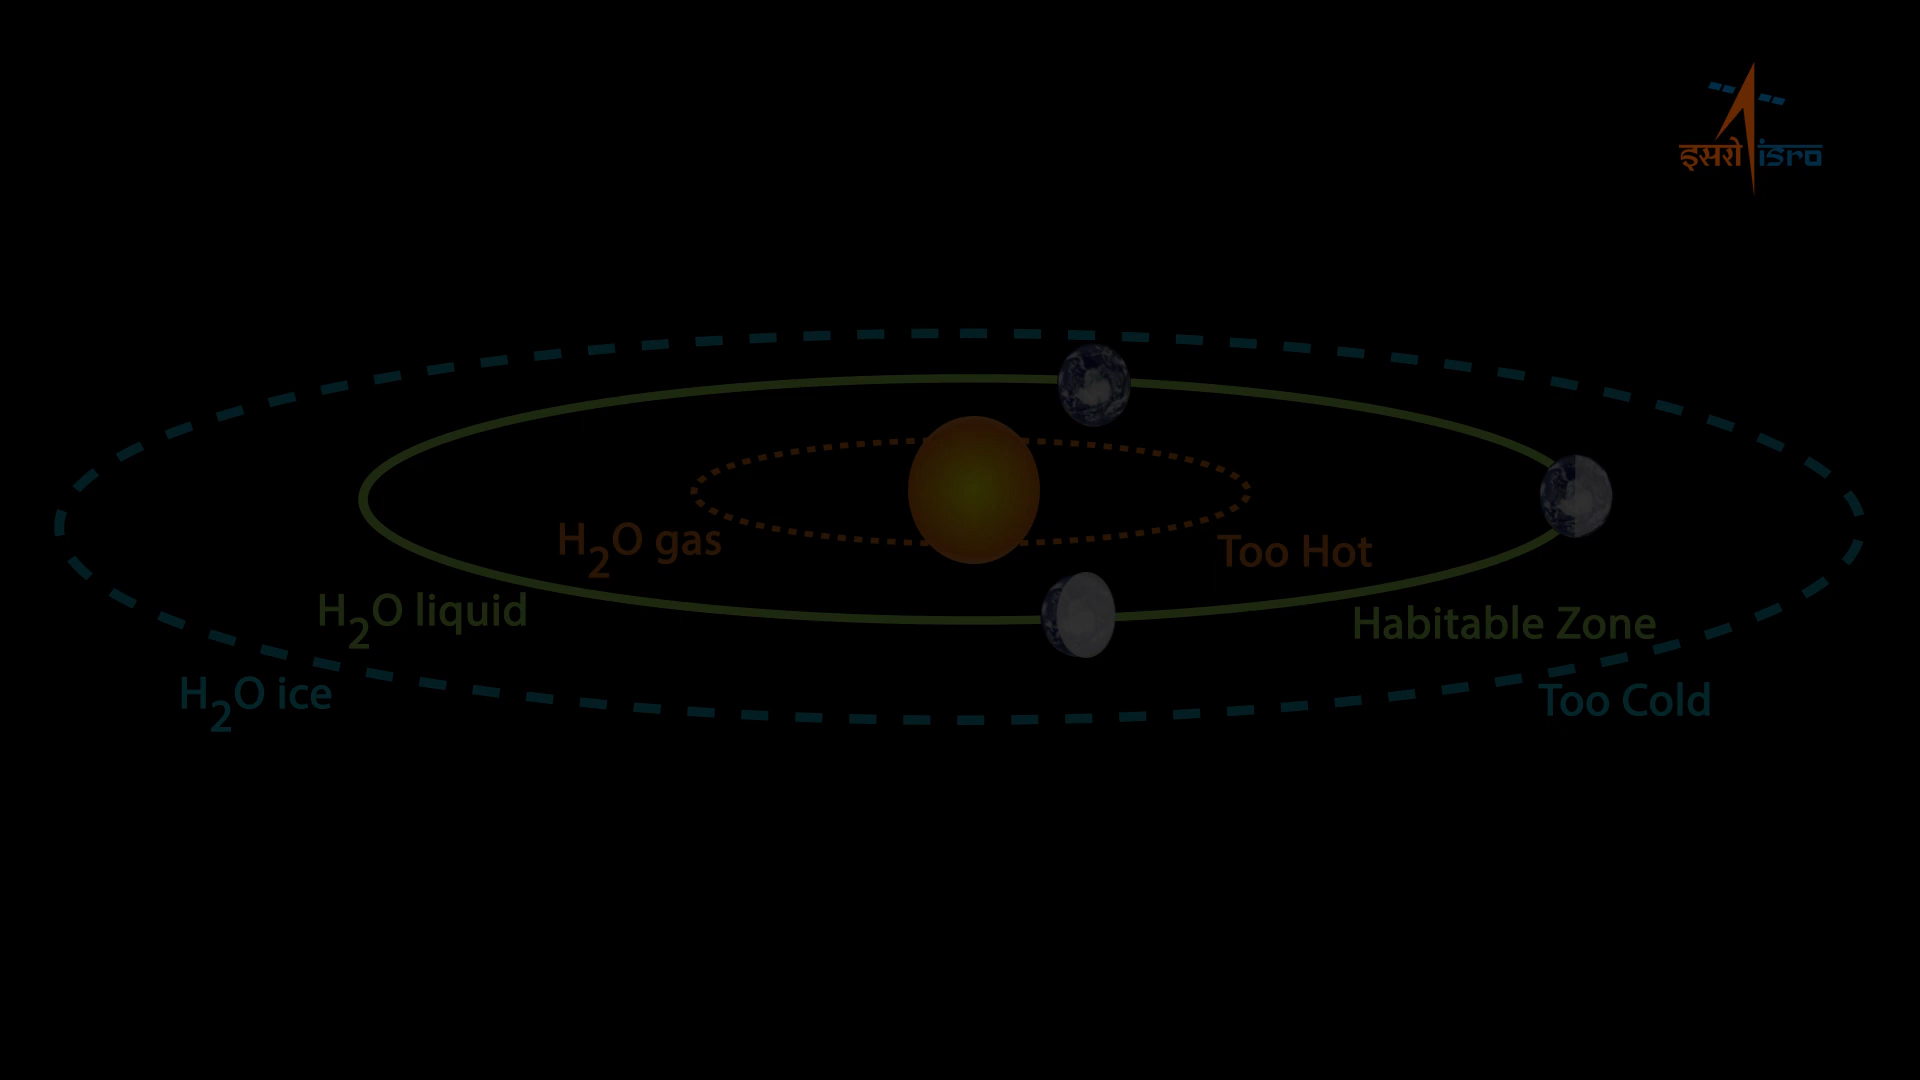 इसरो isro
H2O gas
Too Hot
H2O liquid
Habitable Zone
H2O ice
Too Cold